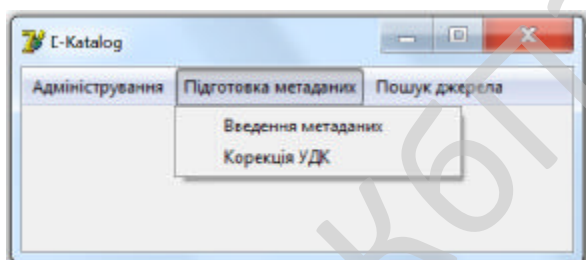 E-Katalog
Адміністрування Підготовка метаданих Пошук джерела
Введення метаданих
Корекція УДК